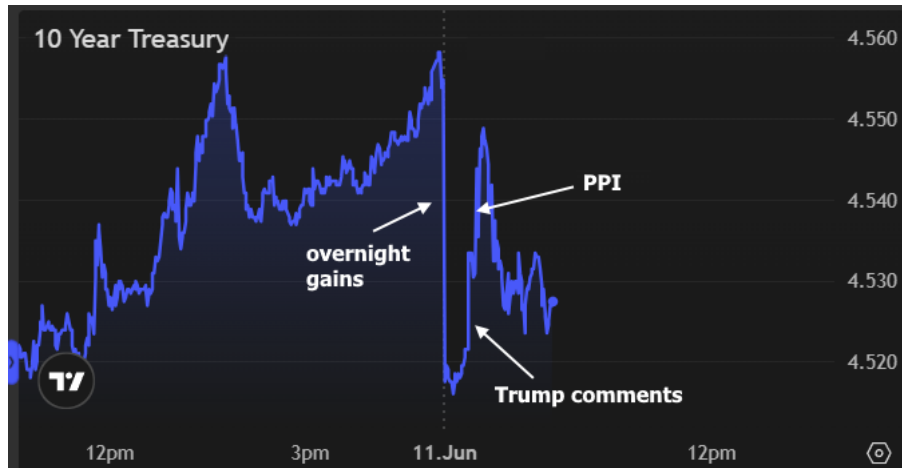 10 Year Treasury
4.560
4.550
PPI
4.540
overnight
gains
4.530
4.520
Trump comments
12pm
3pm
11.Jun
12pm